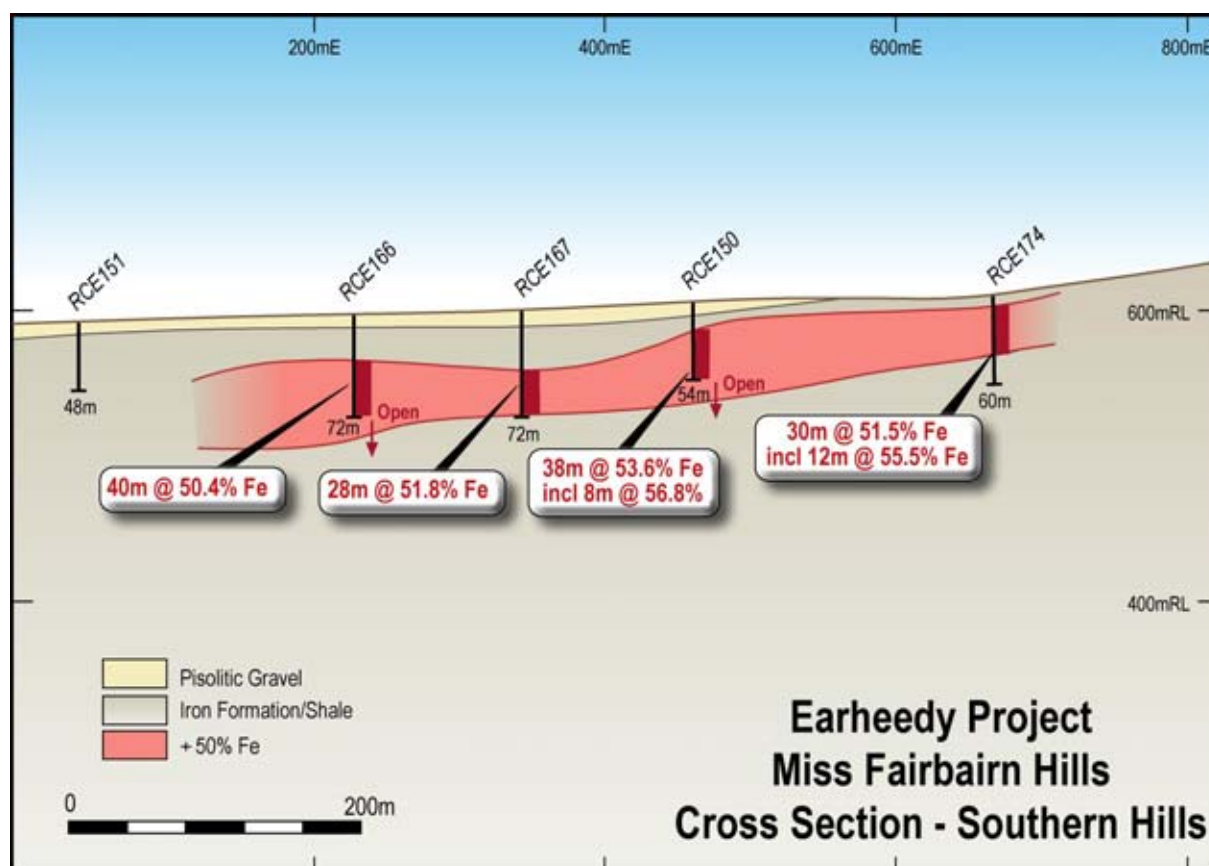 200mE
400mE
600mE
800mE
RCE151
RCE166
RCE167
RCE150
RCE174
600mRL
48m
72m
Open
72m
54m
Open
60m
40m @ 50.4% Fe
28m @ 51.8% Fe
38m @ 53.6% Fe
incl 8m @ 56.8%
30m @ 51.5% Fe
incl 12m @ 55.5% Fe
400mRL
Pisolitic Gravel
Iron Formation/Shale
+ 50% Fe
0
200m
Earheedy Project
Miss Fairbairn Hills
Cross Section - Southern Hills